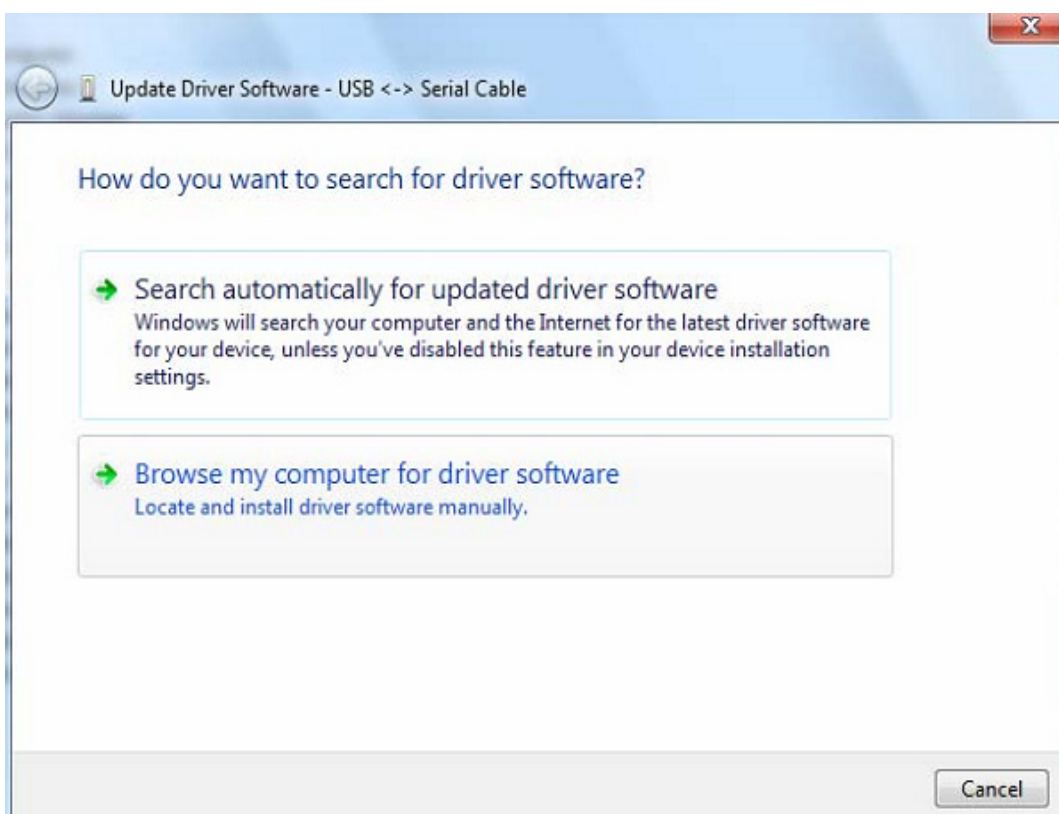 Update Driver Software - USB <-> Serial Cable
How do you want to search for driver software?
Search automatically for updated driver software
Windows will search your computer and the Internet for the latest driver software
for your device, unless you've disabled this feature in your device installation
settings.
Browse my computer for driver software
Locate and install driver software manually.
Cancel